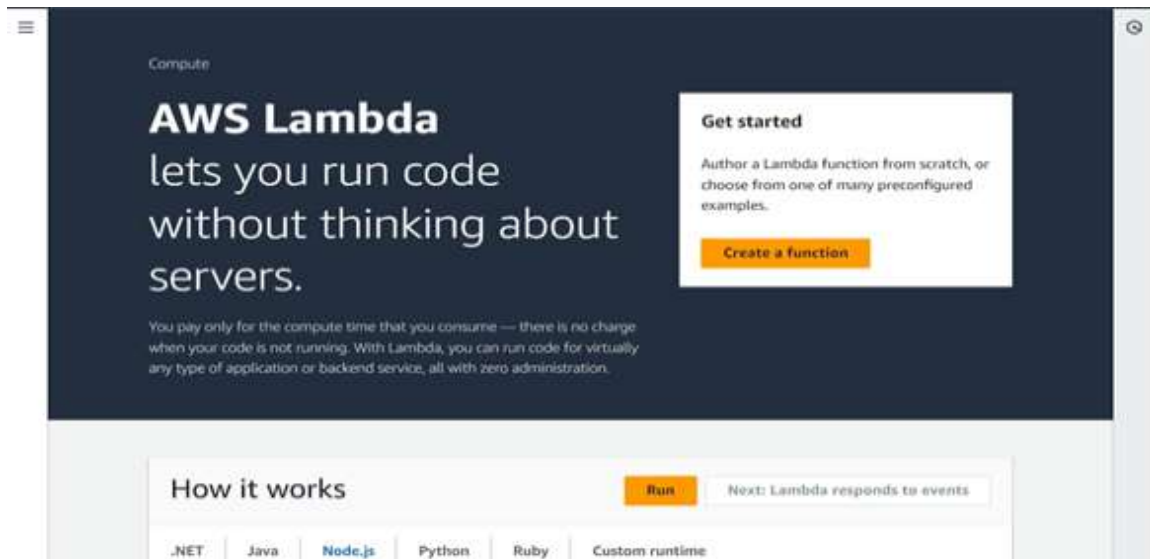 Compute
AWS Lambda
lets you run code
without thinking about
servers.
You pay only for the compute time that you consume — there is no charge
when your code is not running. With Lambda, you can run code for virtually
any type of application or backend service, all with zero administration.
Get started
Author a Lambda function from scratch, or
choose from one of many preconfigured
examples.
Create a function
How it works
Run
Next: Lambda responds to events
.NET
Java
Node.js
Python
Ruby
Custom runtime